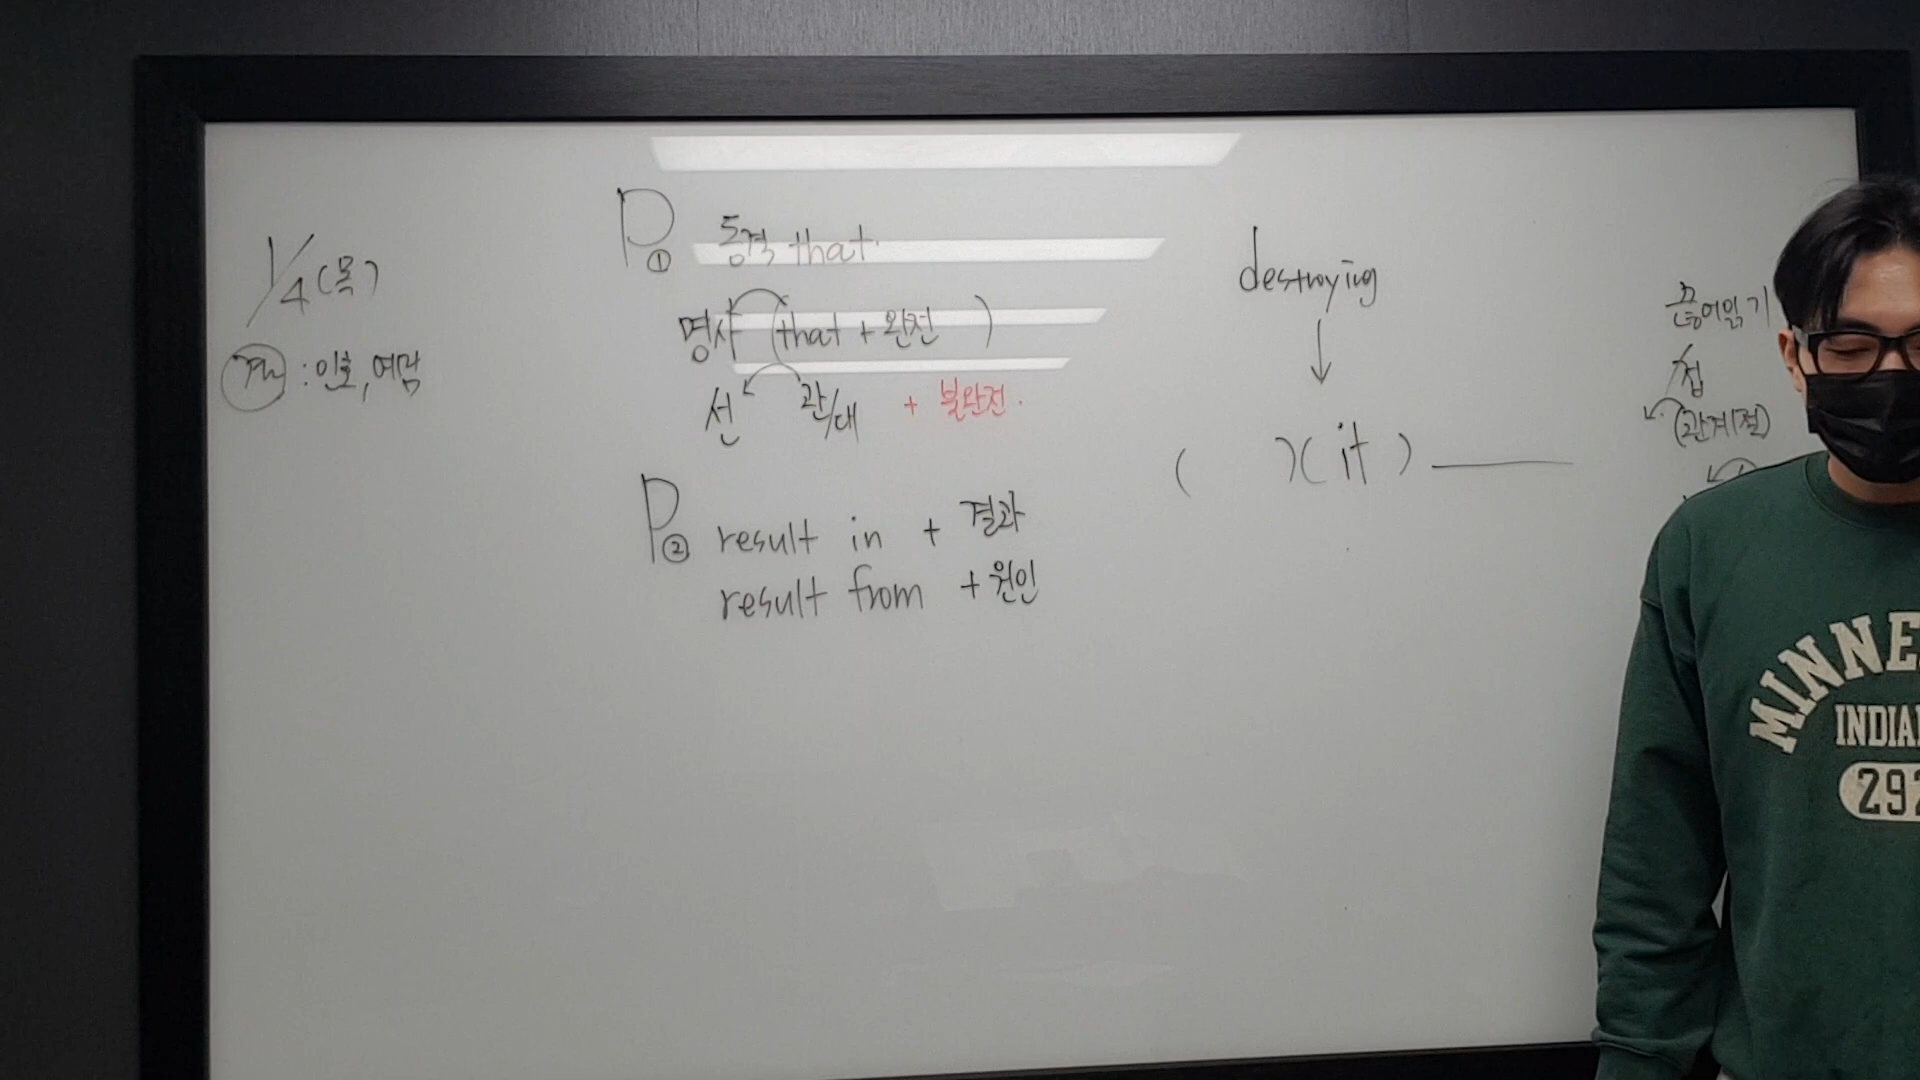 1/4 (목)
: 인호, 여담
P① 동격 that
명사 (that + 완전 )
선 관/대 + 불완전
P② result in + 결과
result from + 원인
destroying
( )( it )
끊어읽기
/접
(관계절)
MINNE
INDIA
292